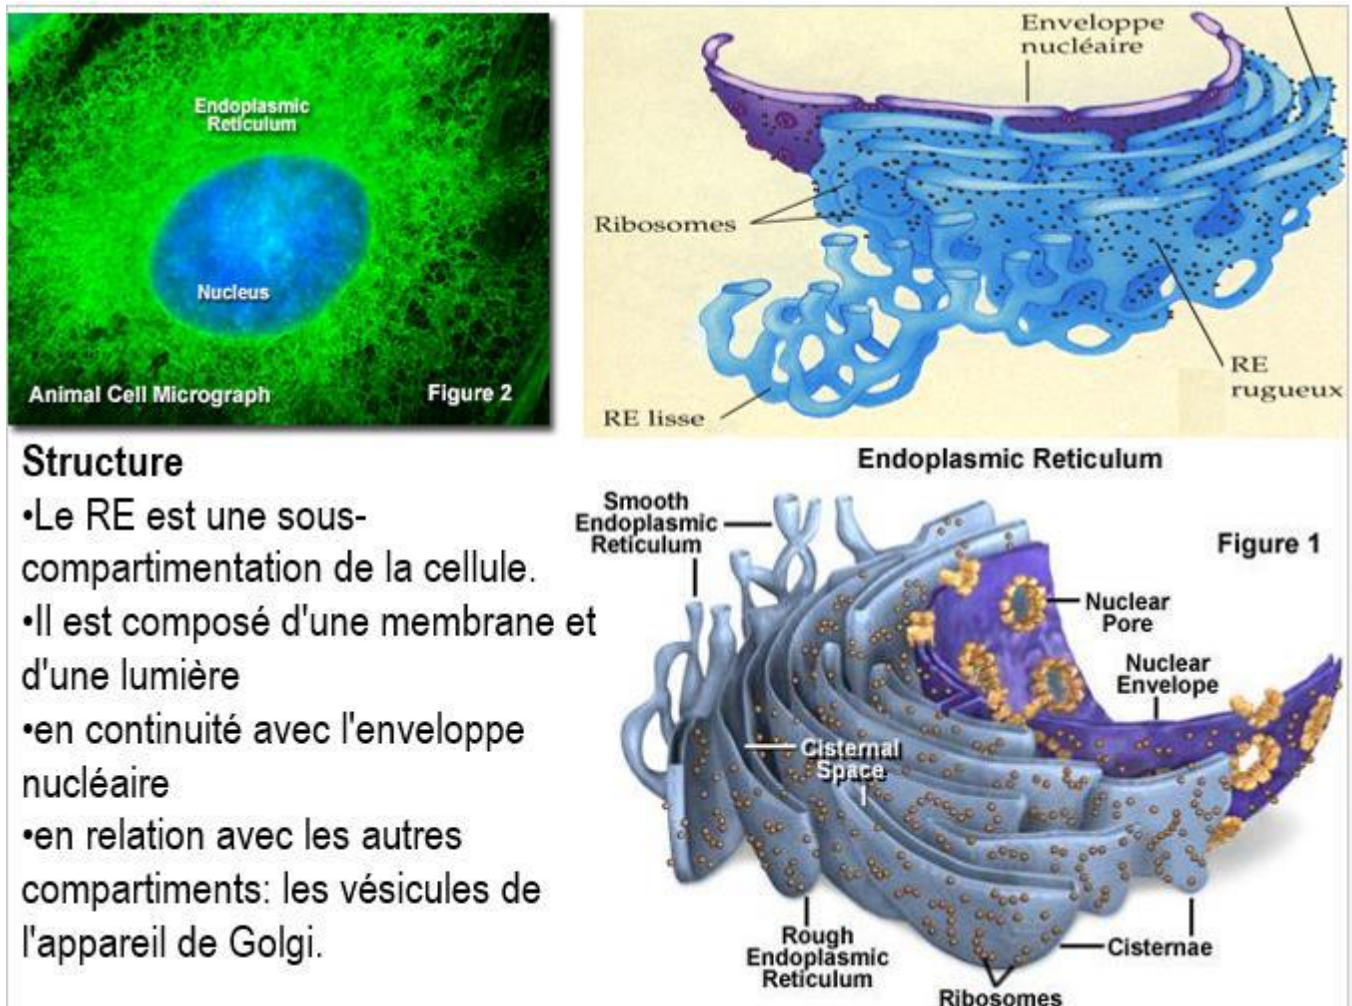 Endoplasmic
Reticulum
Nucleus
Animal Cell Micrograph
Figure 2
Enveloppe
nucléaire
Ribosomes
RE
rugueux
RE lisse
Structure
•Le RE est une sous-
compartimentation de la cellule.
•Il est composé d'une membrane et
d'une lumière
•en continuité avec l'enveloppe
nucléaire
•en relation avec les autres
compartiments: les vésicules de
l'appareil de Golgi.
Endoplasmic Reticulum
Smooth
Endoplasmic
Reticulum
Figure 1
Nuclear
Pore
Nuclear
Envelope
Cisternal
Space
Rough
Endoplasmic
Reticulum
Cisternae
Ribosomes